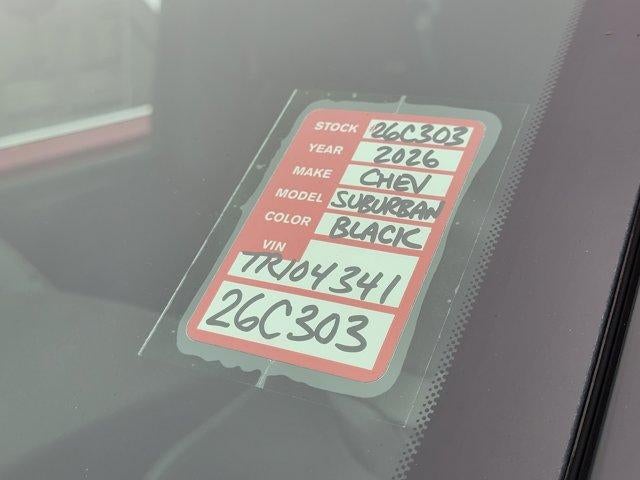 STOCK 26C303
YEAR 2026
MAKE CHEV
MODEL SUBURBAN
COLOR BLACK
VIN
TR104341
26C303